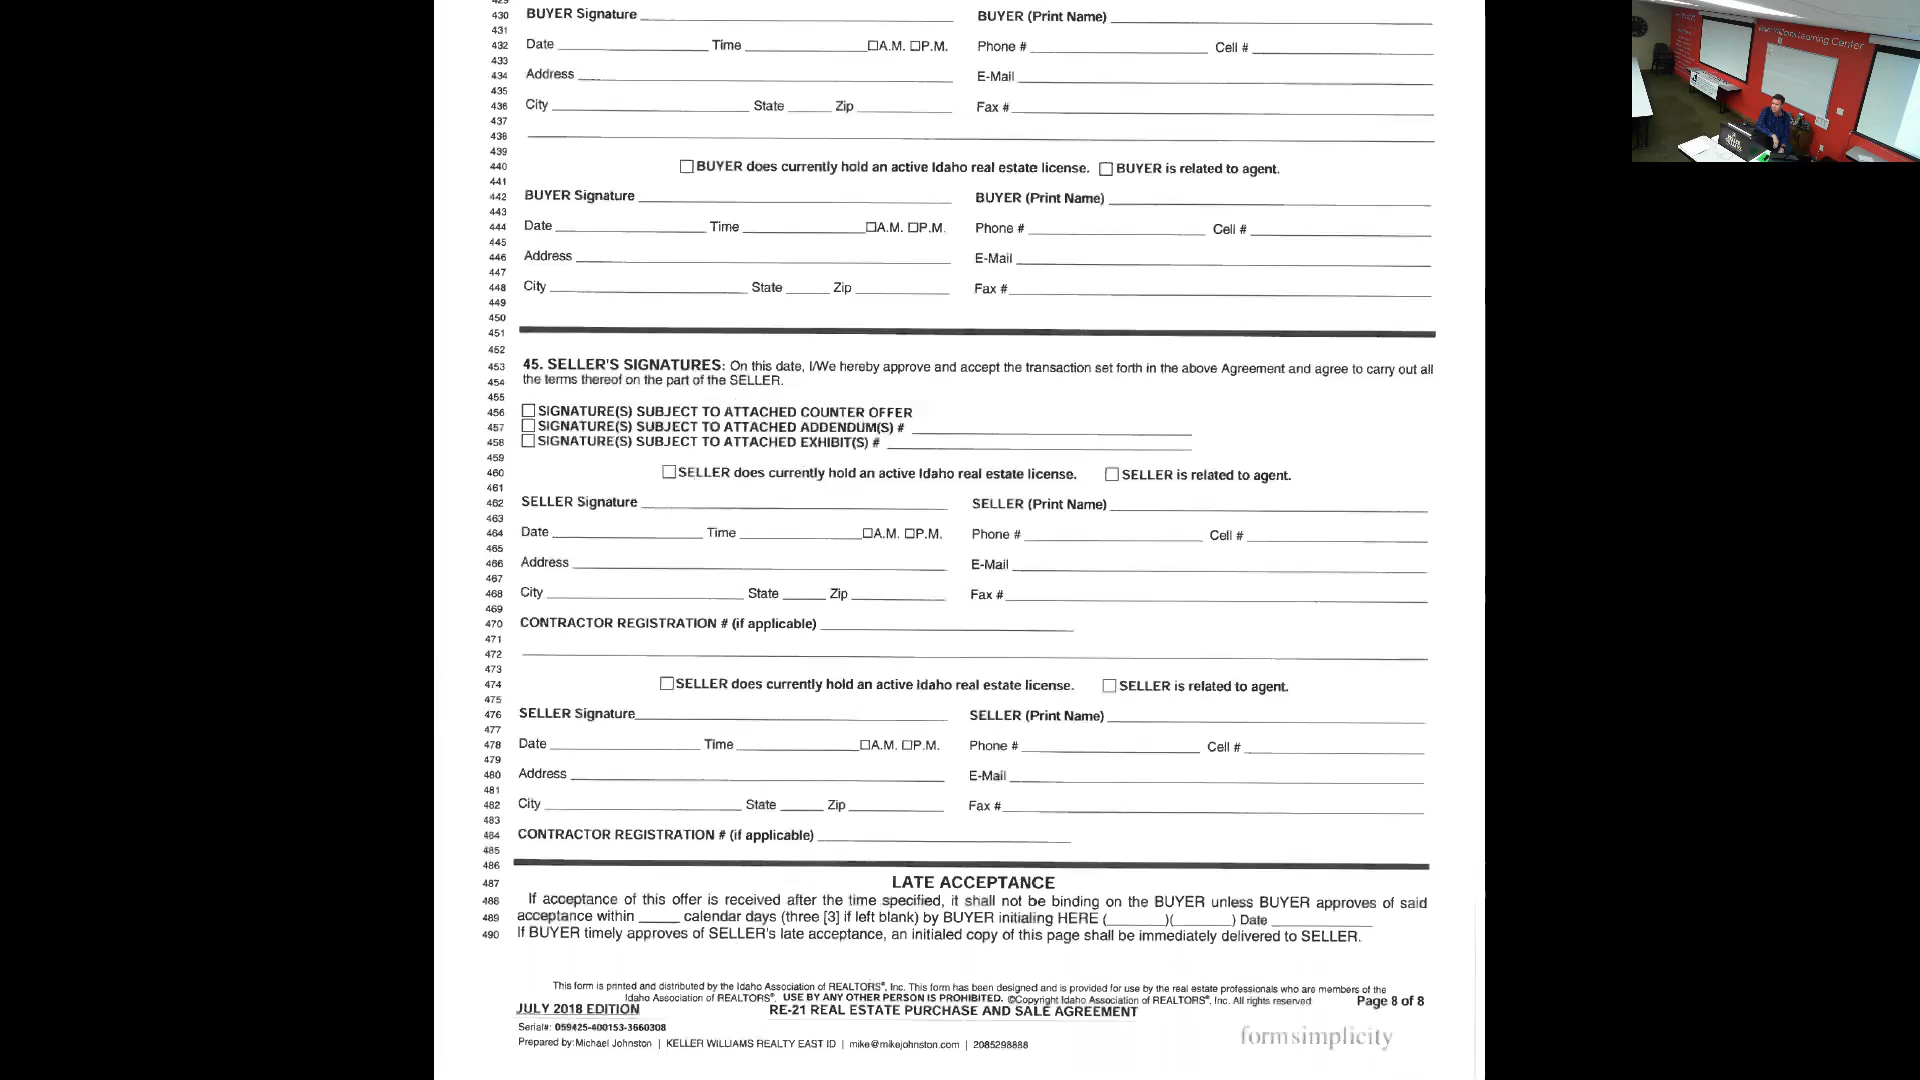 430 BUYER Signature BUYER (Print Name)
431
432 Date Time A.M. P.M. Phone # Cell #
433
434 Address E-Mail
435
436 City State Zip Fax #
437
438
439
440 BUYER does currently hold an active Idaho real estate license. BUYER is related to agent.
441
442 BUYER Signature BUYER (Print Name)
443
444 Date Time A.M. P.M. Phone # Cell #
445
446 Address E-Mail
447
448 City State Zip Fax #
449
450
451
452
453 45. SELLER'S SIGNATURES: On this date, I/We hereby approve and accept the transaction set forth in the above Agreement and agree to carry out all
454 the terms thereof on the part of the SELLER.
455
456 SIGNATURE(S) SUBJECT TO ATTACHED COUNTER OFFER
457 SIGNATURE(S) SUBJECT TO ATTACHED ADDENDUM(S) #
458 SIGNATURE(S) SUBJECT TO ATTACHED EXHIBIT(S) #
459
460 SELLER does currently hold an active Idaho real estate license. SELLER is related to agent.
461
462 SELLER Signature SELLER (Print Name)
463
464 Date Time A.M. P.M. Phone # Cell #
465
466 Address E-Mail
467
468 City State Zip Fax #
469
470 CONTRACTOR REGISTRATION # (if applicable)
471
472
473
474 SELLER does currently hold an active Idaho real estate license. SELLER is related to agent.
475
476 SELLER Signature SELLER (Print Name)
477
478 Date Time A.M. P.M. Phone # Cell #
479
480 Address E-Mail
481
482 City State Zip Fax #
483
484 CONTRACTOR REGISTRATION # (if applicable)
485
486
487 LATE ACCEPTANCE
488 If acceptance of this offer is received after the time specified, it shall not be binding on the BUYER unless BUYER approves of said
489 acceptance within _____ calendar days (three [3] if left blank) by BUYER initialing HERE (_______)(_______) Date
490 If BUYER timely approves of SELLER's late acceptance, an initialed copy of this page shall be immediately delivered to SELLER.
This form is printed and distributed by the Idaho Association of REALTORS®, Inc. This form has been designed and is provided for use by the real estate professionals who are members of the
Idaho Association of REALTORS®. USE BY ANY OTHER PERSON IS PROHIBITED. ©Copyright Idaho Association of REALTORS®, Inc. All rights reserved
JULY 2018 EDITION RE-21 REAL ESTATE PURCHASE AND SALE AGREEMENT Page 8 of 8
Serial#: 059425-400153-3660308
Prepared by: Michael Johnston | KELLER WILLIAMS REALTY EAST ID | mike@mikejohnston.com | 2085298888
formsimplicity
Williams Learning Center